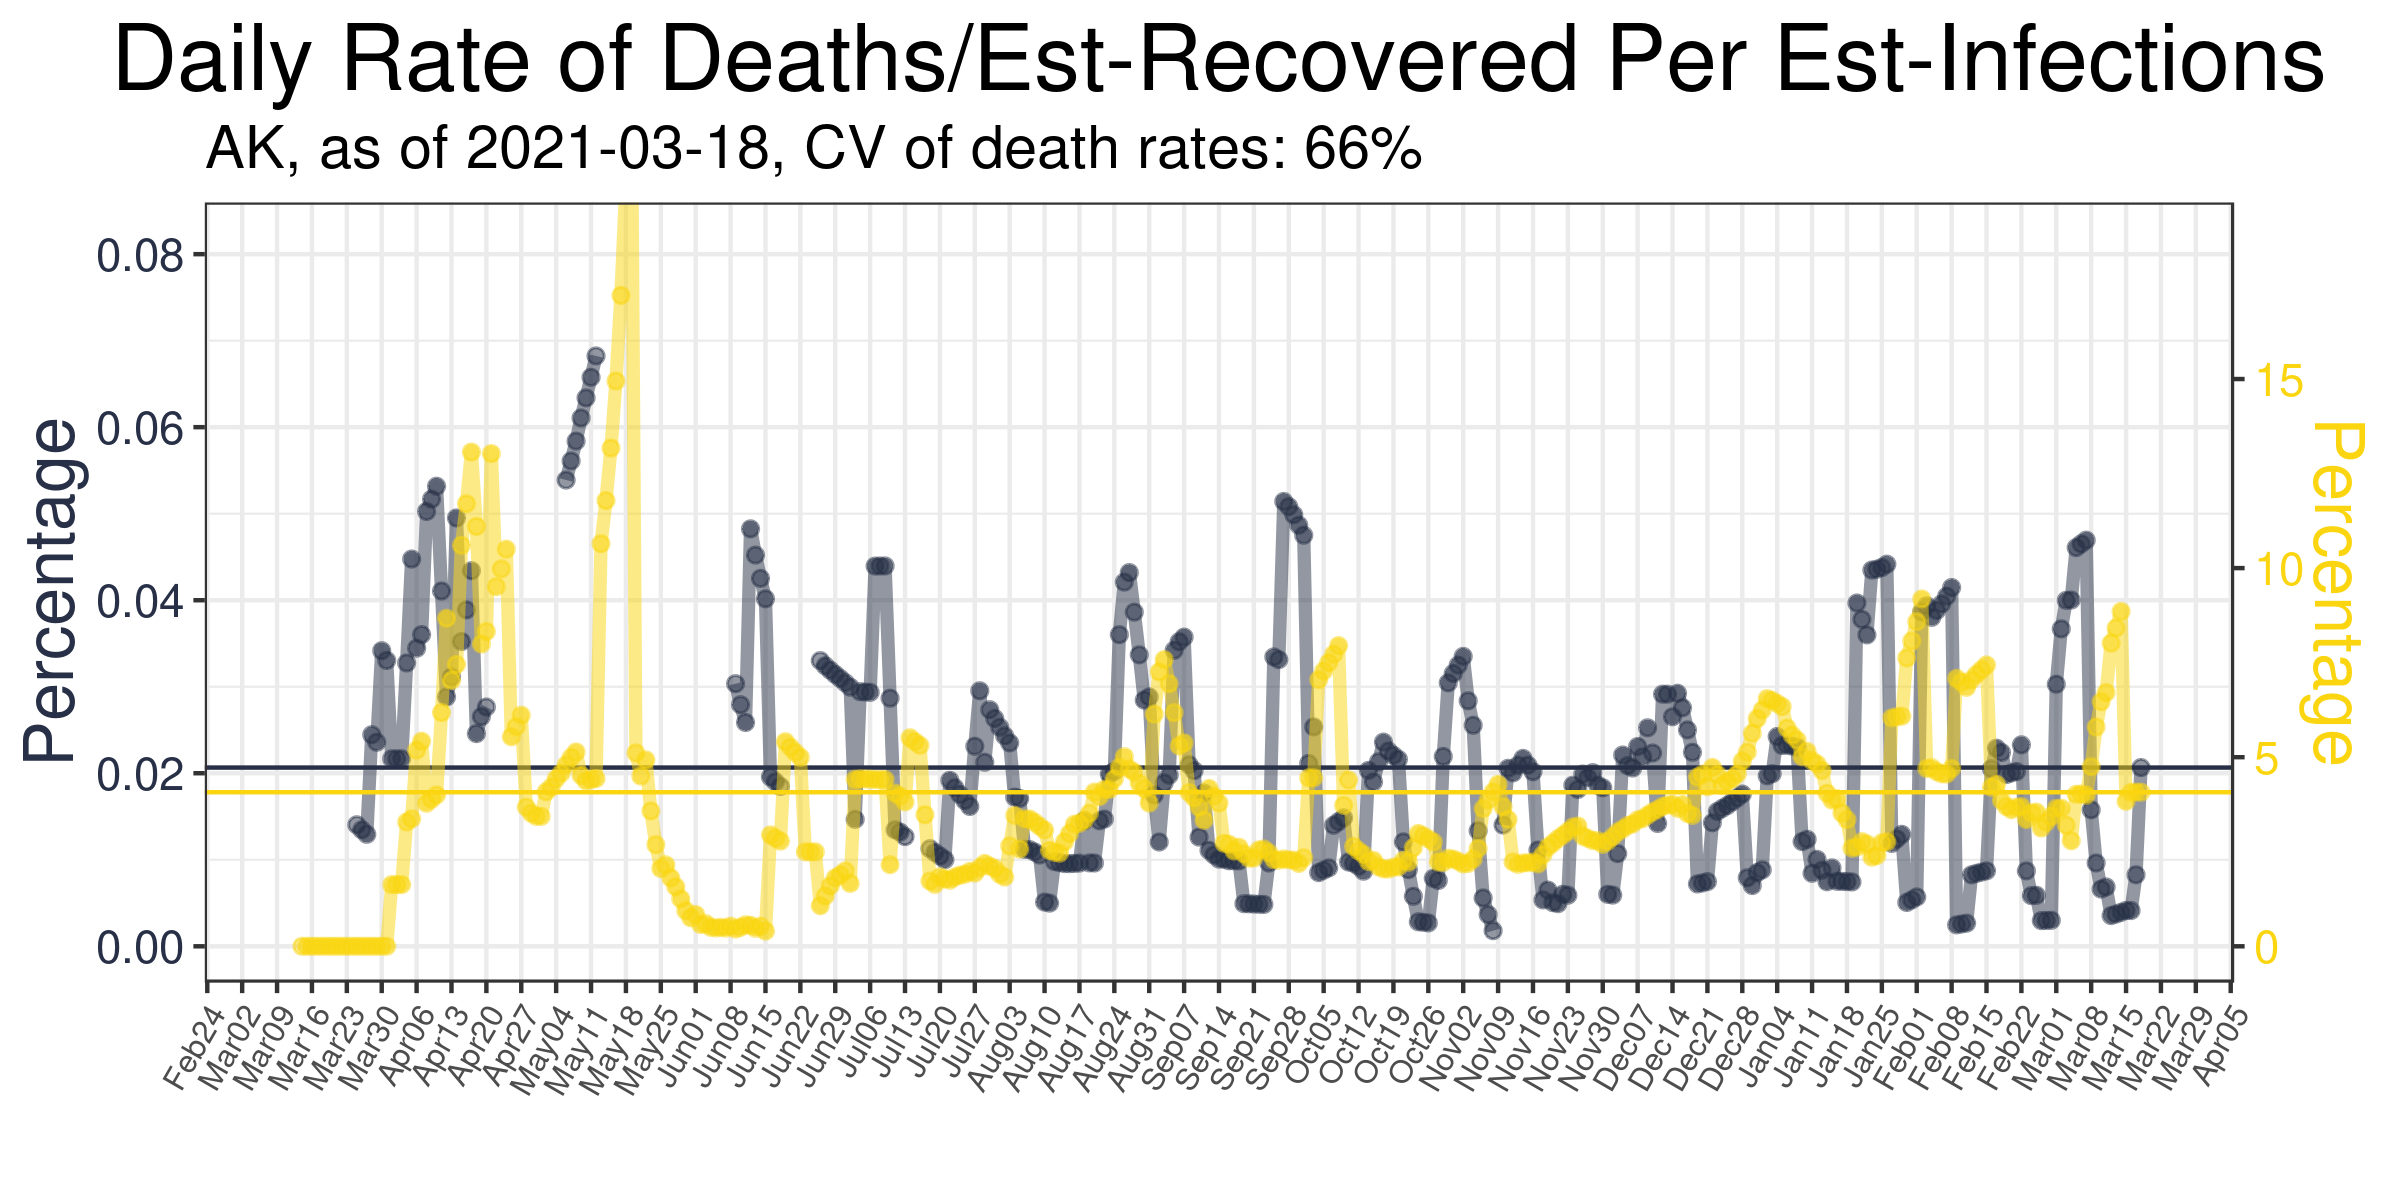 Daily Rate of Deaths/Est-Recovered Per Est-Infections
AK, as of 2021-03-18, CV of death rates: 66%
Percentage
0.08
0.06
0.04
0.02
0.00
15
10
5
0
Percentage
Feb24
Mar02
Mar09
Mar16
Mar23
Mar30
Apr06
Apr13
Apr20
Apr27
May04
May11
May18
May25
Jun01
Jun08
Jun15
Jun22
Jun29
Jul06
Jul13
Jul20
Jul27
Aug03
Aug10
Aug17
Aug24
Aug31
Sep07
Sep14
Sep21
Sep28
Oct05
Oct12
Oct19
Oct26
Nov02
Nov09
Nov16
Nov23
Nov30
Dec07
Dec14
Dec21
Dec28
Jan04
Jan11
Jan18
Jan25
Feb01
Feb08
Feb15
Feb22
Mar01
Mar08
Mar15
Mar22
Mar29
Apr05